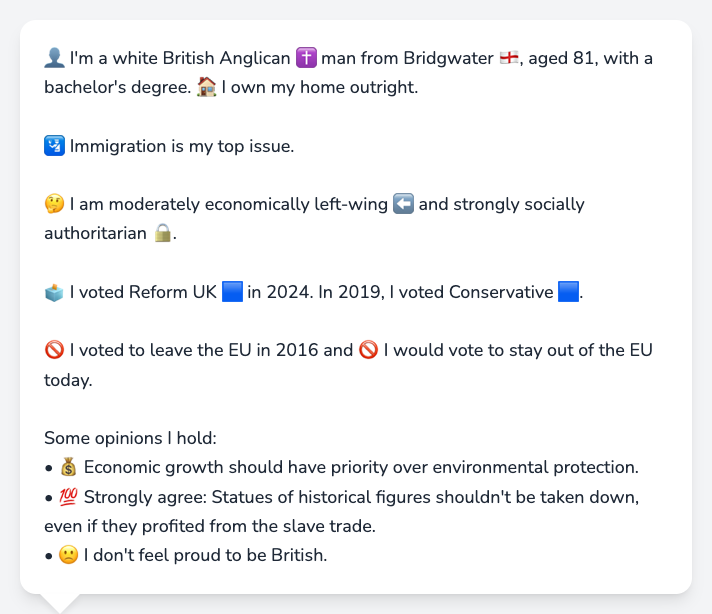 👤 I'm a white British Anglican ✝️ man from Bridgwater 🏴󠁧󠁢󠁥󠁮󠁧󠁿, aged 81, with a
bachelor's degree. 🏠 I own my home outright.
🛂 Immigration is my top issue.
🤔 I am moderately economically left-wing ⬅️ and strongly socially
authoritarian 🔒.
🗳️ I voted Reform UK 🟦 in 2024. In 2019, I voted Conservative 🟦.
🚫 I voted to leave the EU in 2016 and 🚫 I would vote to stay out of the EU
today.
Some opinions I hold:
• 💰 Economic growth should have priority over environmental protection.
• 💯 Strongly agree: Statues of historical figures shouldn't be taken down,
even if they profited from the slave trade.
• 🙁 I don't feel proud to be British.